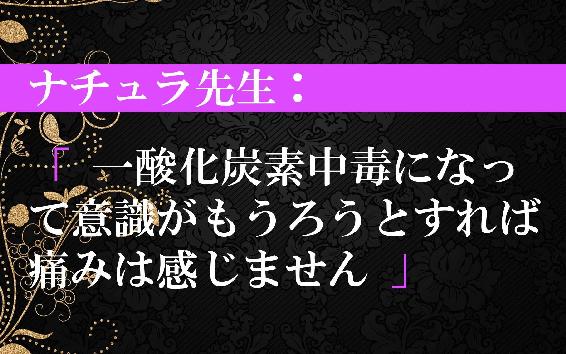 ナチュラ先生：
「 一酸化炭素中毒になっ
て意識がもうろうとすれば
痛みは感じません 」